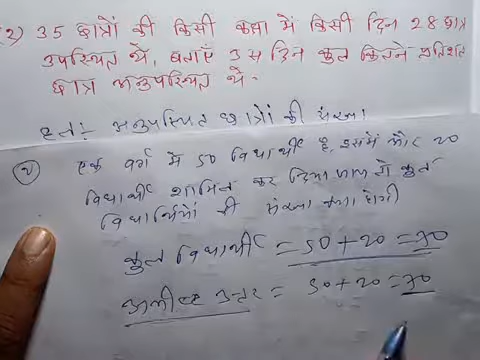 (2) 35 छात्रों की किसी कक्षा में किसी दिन 28 छात्र
उपस्थित थे, बताएँ उस दिन कुल कितने प्रतिशत
छात्र अनुपस्थित थे-
हल:- अनुपस्थित छात्रों की संख्या
एक वर्ग में 50 विद्यार्थी है, इसमें और 20
विद्यार्थी शामिल कर दिया जाए तो कुल
विद्यार्थियों की संख्या क्या होगी
कुल विद्यार्थी = 50+20=70
उत्तर = 50+20=70